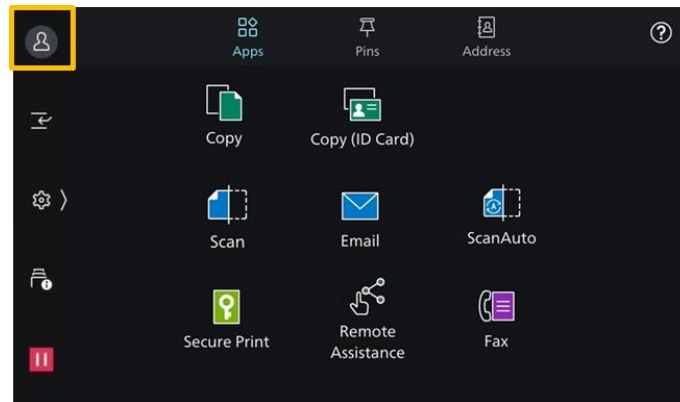 Apps
Pins
Address
Copy
Copy (ID Card)
Scan
Email
ScanAuto
Secure Print
Remote
Assistance
Fax